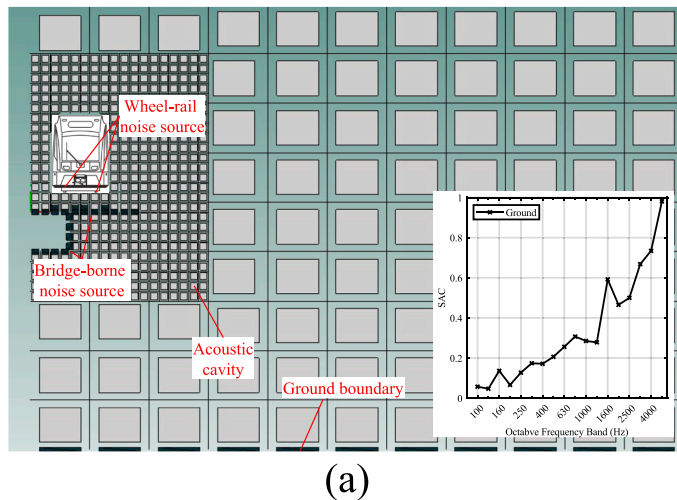 Wheel-rail
noise source
Bridge-borne
noise source
Acoustic
cavity
Ground boundary
Ground
SAC
1
0.8
0.6
0.4
0.2
0
100
160
250
400
630
1000
1600
2500
4000
Octabve Frequency Band (Hz)
(a)